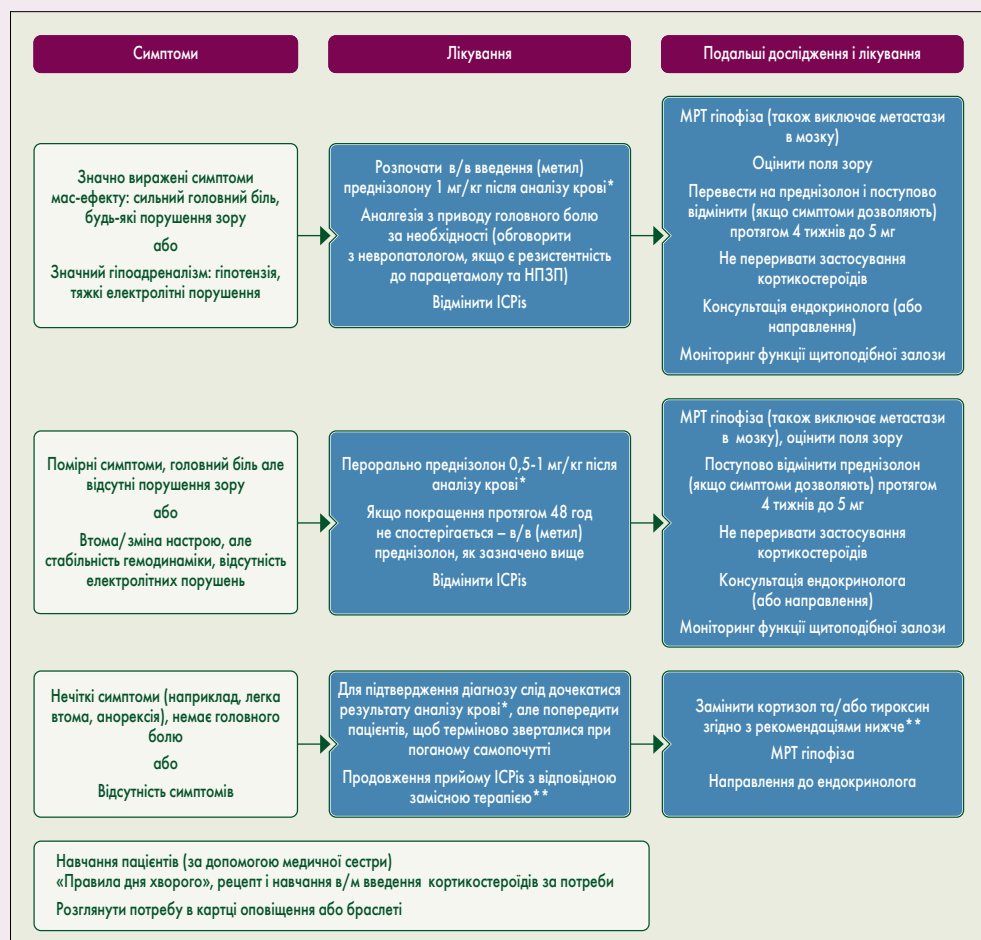 Симптоми
Лікування
Подальші дослідження і лікування
Значно виражені симптоми
мас-ефекту: сильний головний біль,
будь-які порушення зору
або
Значний гіпоадреналізм: гіпотензія,
тяжкі електролітні порушення
Розпочати в/в введення (метил)
преднізолону 1 мг/кг після аналізу крові*
Аналгезія з приводу головного болю
за необхідності (обговорити
з невропатологом, якщо є резистентність
до парацетамолу та НПЗП)
Відмінити ICPis
МРТ гіпофіза (також виключає метастази
в мозку)
Оцінити поля зору
Перевести на преднізолон і поступово
відмінити (якщо симптоми дозволяють)
протягом 4 тижнів до 5 мг
Не переривати застосування
кортикостероїдів
Консультація ендокринолога (або
направлення)
Моніторинг функції щитоподібної залози
Помірні симптоми, головний біль але
відсутні порушення зору
або
Втома/зміна настрою, але
стабільність гемодинаміки, відсутність
електролітних порушень
Перорально преднізолон 0,5-1 мг/кг після
аналізу крові*
Якщо покращення протягом 48 год
не спостерігається – в/в (метил)
преднізолон, як зазначено вище
Відмінити ICPis
МРТ гіпофіза (також виключає метастази
в мозку), оцінити поля зору
Поступово відмінити преднізолон
(якщо симптоми дозволяють) протягом
4 тижнів до 5 мг
Не переривати застосування
кортикостероїдів
Консультація ендокринолога
(або направлення)
Моніторинг функції щитоподібної залози
Нечіткі симптоми (наприклад, легка
втома, анорексія), немає головного
болю
або
Відсутність симптомів
Для підтвердження діагнозу слід дочекатися
результату аналізу крові*, але попередити
пацієнтів, щоб терміново зверталися при
поганому самопочутті
Продовження прийому ICPis з відповідною
замісною терапією**
Замінити кортизол та/або тироксин
згідно з рекомендаціями нижче**
МРТ гіпофіза
Направлення до ендокринолога
Навчання пацієнтів (за допомогою медичної сестри)
«Правила дня хворого», рецепт і навчання в/м введення кортикостероїдів за потреби
Розглянути потребу в картці оповіщення або браслеті